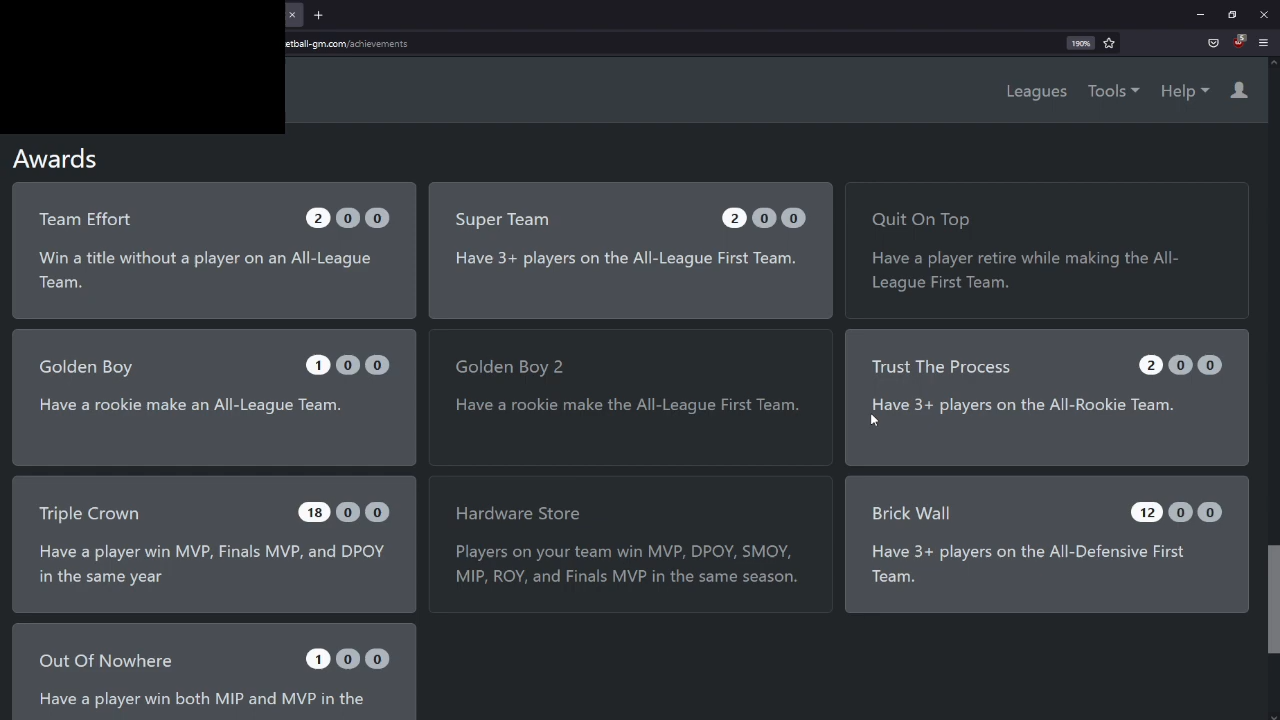 etball-gm.com/achievements
190%
5
Leagues Tools Help
Awards
Team Effort 2 0 0
Win a title without a player on an All-League
Team.
Super Team 2 0 0
Have 3+ players on the All-League First Team.
Quit On Top
Have a player retire while making the All-
League First Team.
Golden Boy 1 0 0
Have a rookie make an All-League Team.
Golden Boy 2
Have a rookie make the All-League First Team.
Trust The Process 2 0 0
Have 3+ players on the All-Rookie Team.
Triple Crown 18 0 0
Have a player win MVP, Finals MVP, and DPOY
in the same year
Hardware Store
Players on your team win MVP, DPOY, SMOY,
MIP, ROY, and Finals MVP in the same season.
Brick Wall 12 0 0
Have 3+ players on the All-Defensive First
Team.
Out Of Nowhere 1 0 0
Have a player win both MIP and MVP in the